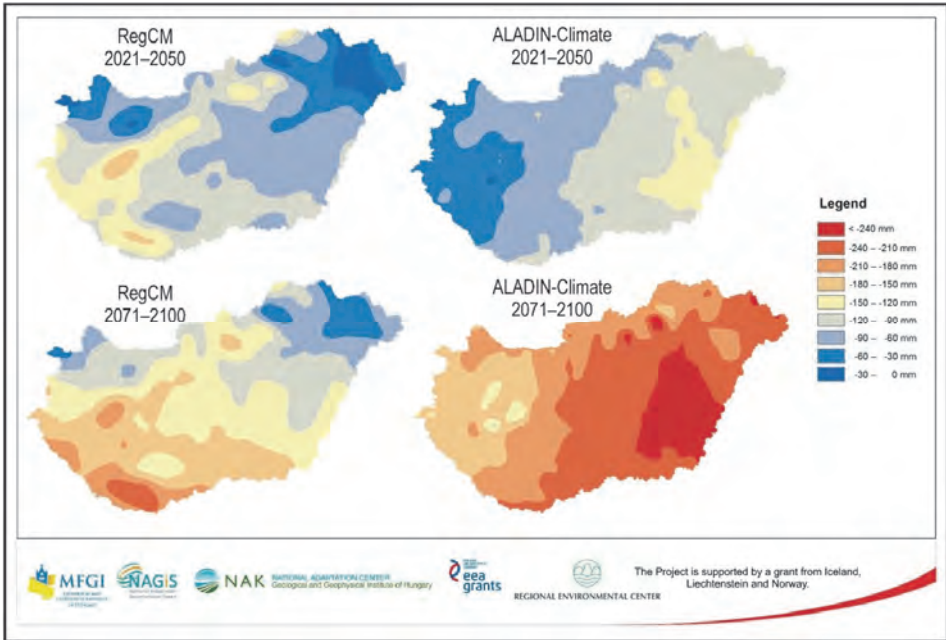 RegCM
2021–2050
ALADIN-Climate
2021–2050
RegCM
2071–2100
ALADIN-Climate
2071–2100
Legend
< -240 mm
-240 – -210 mm
-210 – -180 mm
-180 – -150 mm
-150 – -120 mm
-120 – -90 mm
-90 – -60 mm
-60 – -30 mm
-30 – 0 mm
MFGI
NAGiS
NAK
NATIONAL ADAPTATION CENTER
Geological and Geophysical Institute of Hungary
eea
grants
REGIONAL ENVIRONMENTAL CENTER
The Project is supported by a grant from Iceland,
Liechtenstein and Norway.